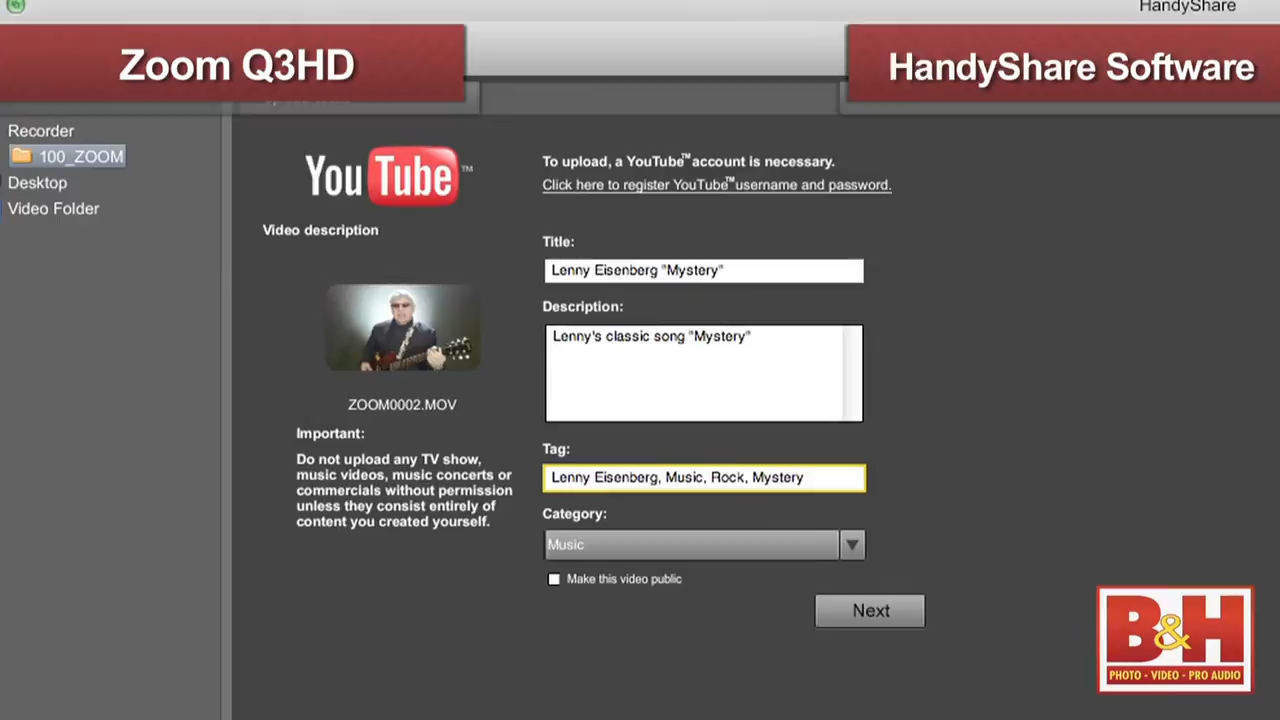 HandyShare
Zoom Q3HD
HandyShare Software
Recorder
100_ZOOM
Desktop
Video Folder
YouTube™
To upload, a YouTube™ account is necessary.
Click here to register YouTube™ username and password.
Video description
Title:
Lenny Eisenberg "Mystery"
Description:
Lenny's classic song "Mystery"
ZOOM0002.MOV
Important:
Do not upload any TV show,
music videos, music concerts or
commercials without permission
unless they consist entirely of
content you created yourself.
Tag:
Lenny Eisenberg, Music, Rock, Mystery
Category:
Music
Make this video public
Next
B&H
PHOTO - VIDEO - PRO AUDIO